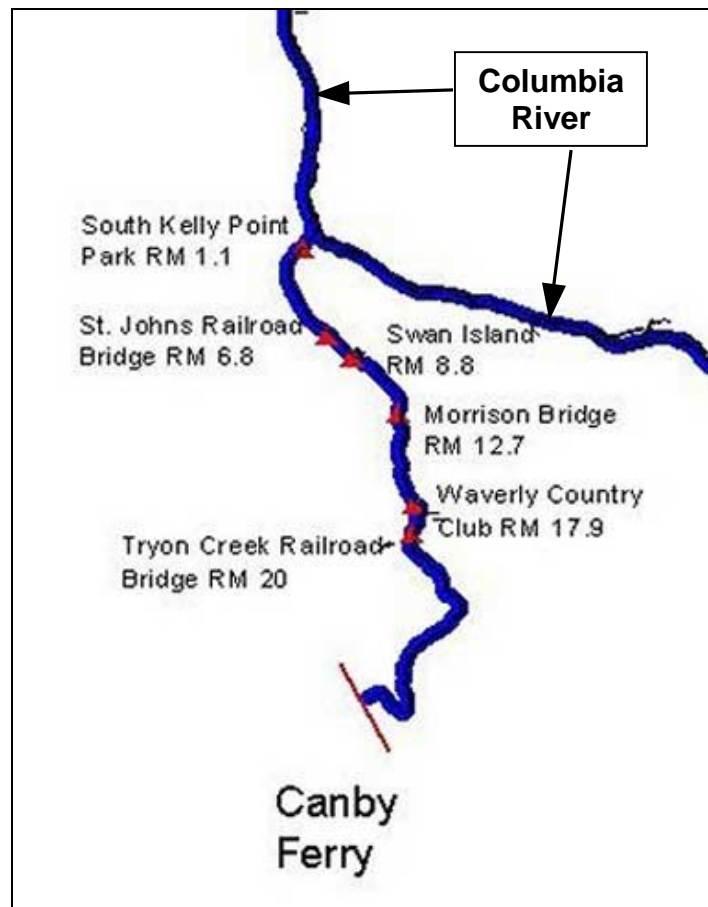 Columbia
River
South Kelly Point
Park RM 1.1
St. Johns Railroad
Bridge RM 6.8
Swan Island
RM 8.8
Morrison Bridge
RM 12.7
Waverly Country
Club RM 17.9
Tryon Creek Railroad
Bridge RM 20
Canby
Ferry